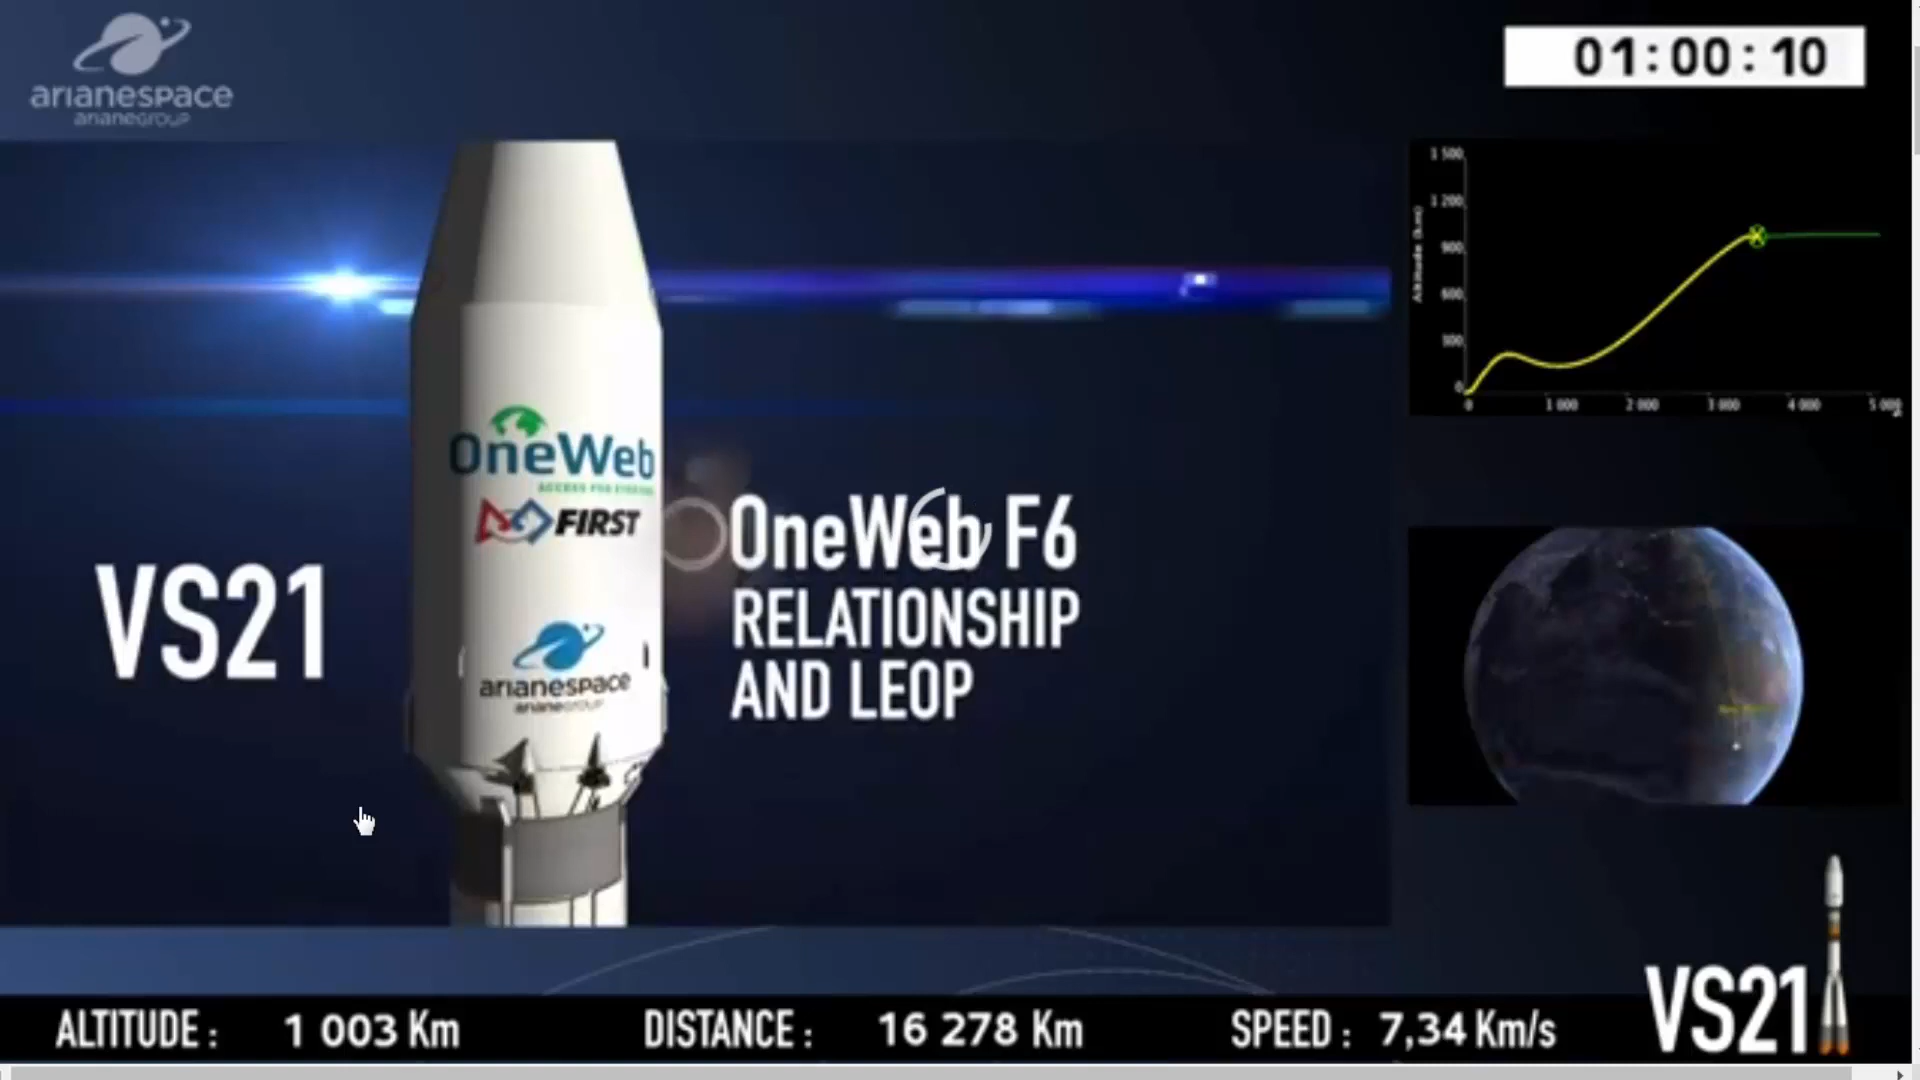 arianespace
arianegroup
01:00:10
1 500
1 200
900
600
300
0
Altitude (km)
0 1 000 2 000 3 000 4 000 5 000
OneWeb
FIRST
arianespace
arianegroup
VS21
OneWeb F6
RELATIONSHIP
AND LEOP
VS21
ALTITUDE : 1 003 Km DISTANCE : 16 278 Km SPEED : 7,34 Km/s